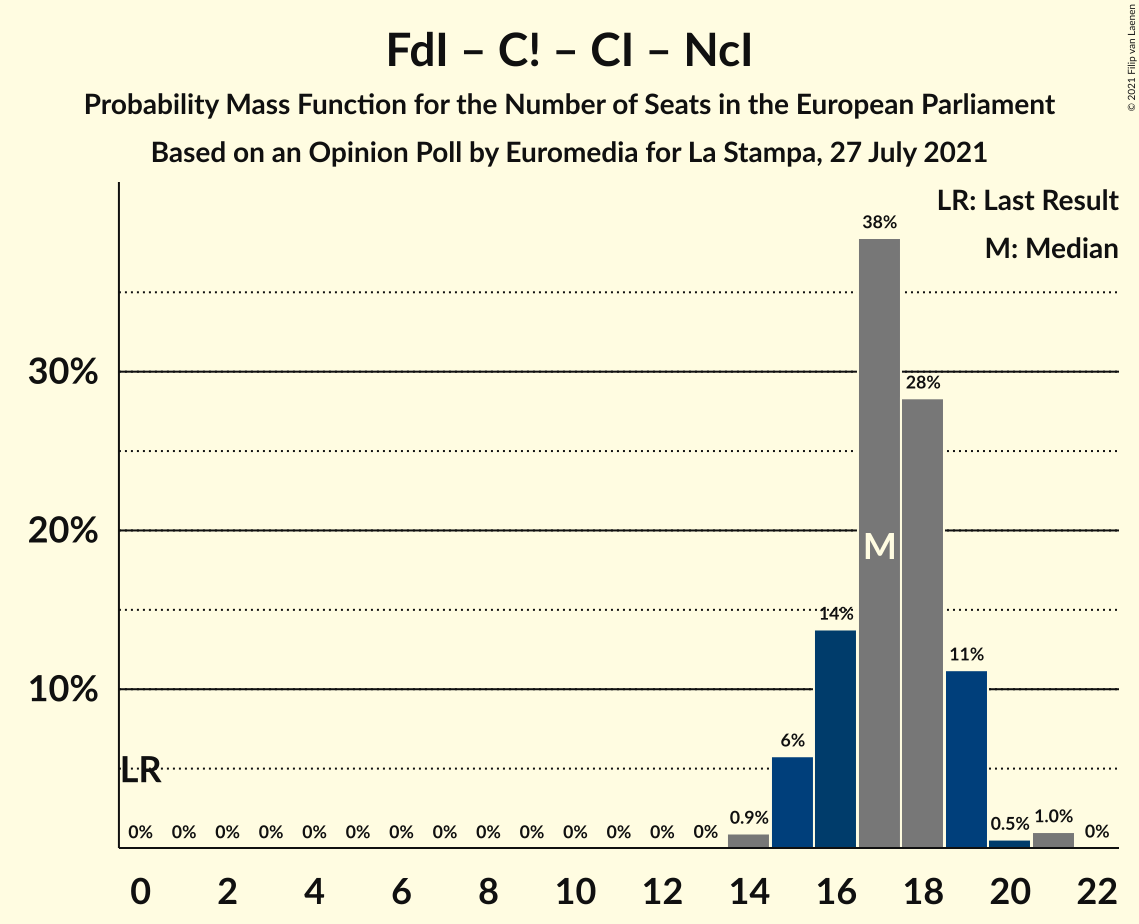 FdI – C! – CI – NcI
Probability Mass Function for the Number of Seats in the European Parliament
Based on an Opinion Poll by Euromedia for La Stampa, 27 July 2021
© 2021 Filip van Laenen
LR: Last Result
M: Median
38%
30%
28%
20%
M
14%
11%
10%
6%
LR
0% 0% 0% 0% 0% 0% 0% 0% 0% 0% 0% 0% 0% 0% 0.9% 0.5% 1.0% 0%
0 2 4 6 8 10 12 14 16 18 20 22